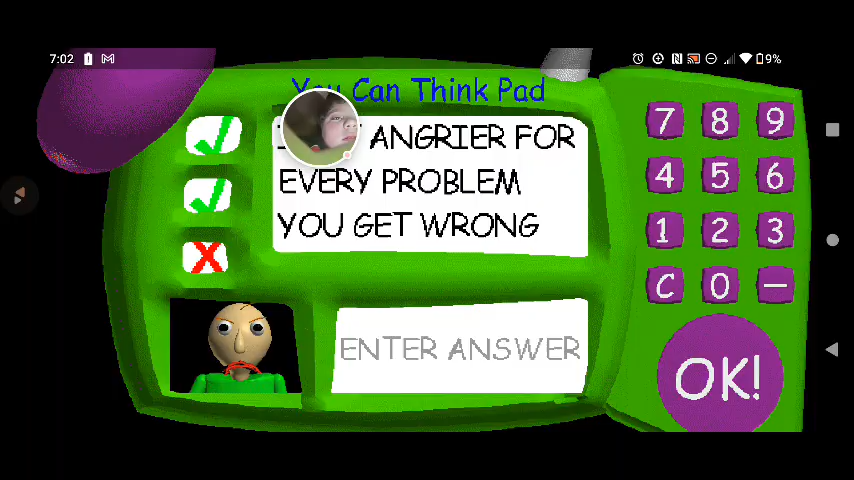 7:02
9%
You Can Think Pad
ANGRIER FOR
EVERY PROBLEM
YOU GET WRONG
ENTER ANSWER
7 8 9
4 5 6
1 2 3
C 0 —
OK!